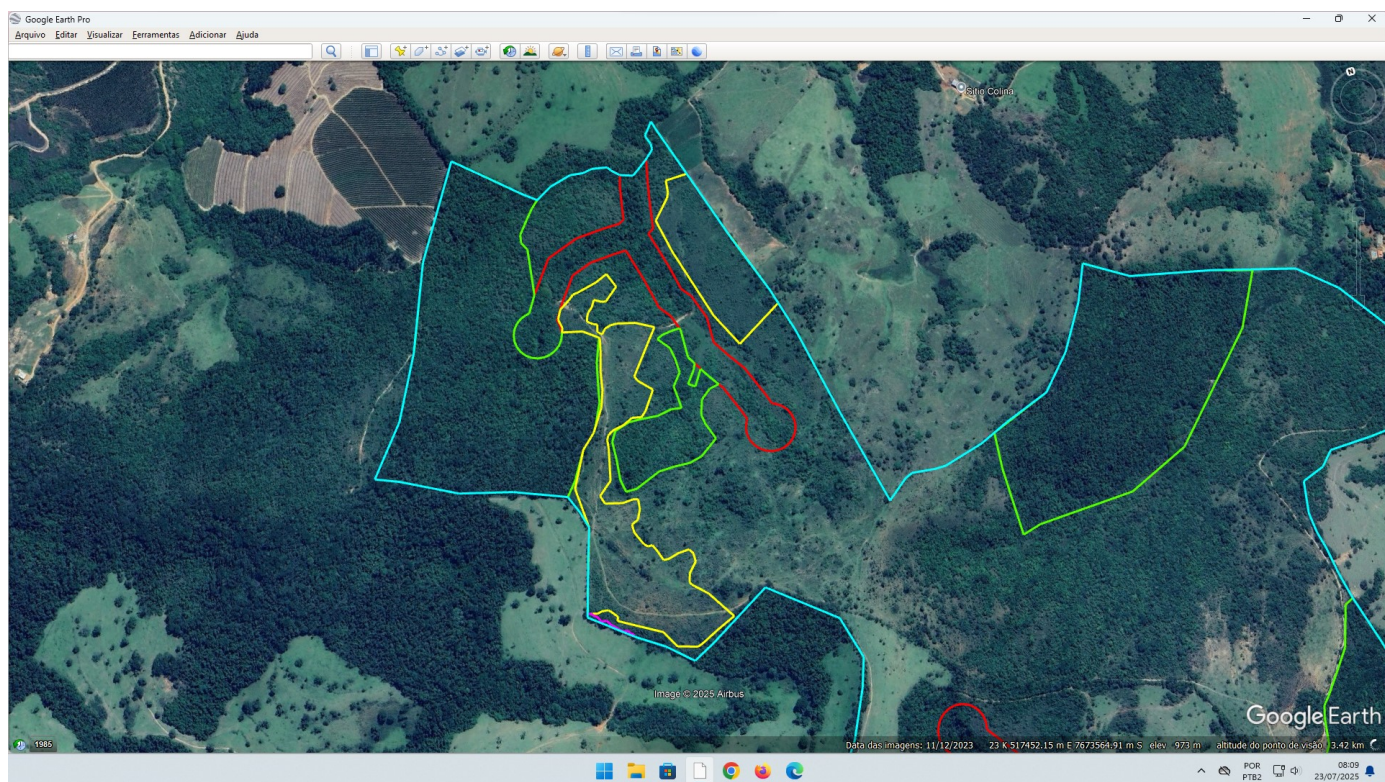 Google Earth Pro
Arquivo Editar Visualizar Ferramentas Adicionar Ajuda
N
Sítio Colina
Image © 2025 Airbus
Google Earth
1985
Data das imagens: 11/12/2023 23 K 517452.15 m E 7673564.91 m S elev 973 m altitude do ponto de visão 3.42 km
POR
PTB2
08:09
23/07/2025